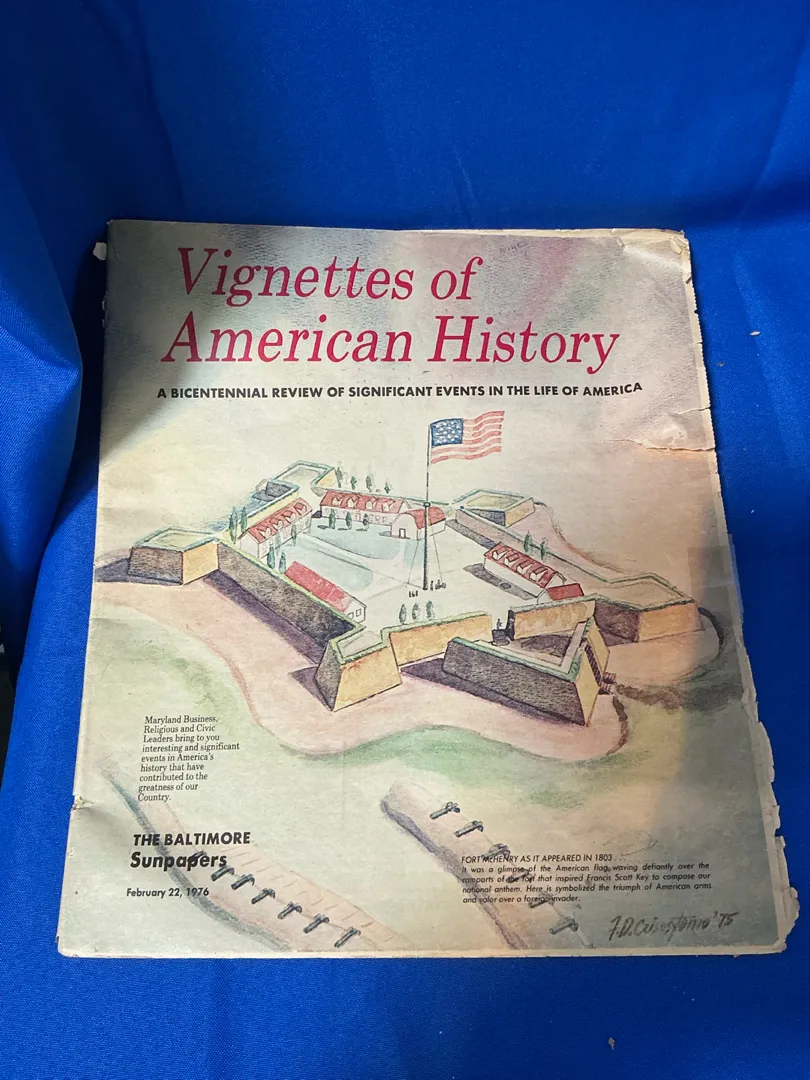 Vignettes of
American History
A BICENTENNIAL REVIEW OF SIGNIFICANT EVENTS IN THE LIFE OF AMERICA
Maryland Business,
Religious and Civic
Leaders bring to you
interesting and significant
events in America's
history that have
contributed to the
greatness of our
Country.
THE BALTIMORE
Sunpapers
February 22, 1976
FORT McHENRY AS IT APPEARED IN 1803 . . .
It was a glimpse of the American flag waving defiantly over the
ramparts of the fort that inspired Francis Scott Key to compose our
national anthem. Here is symbolized the triumph of American arms
and valor over a foreign invader.
'75